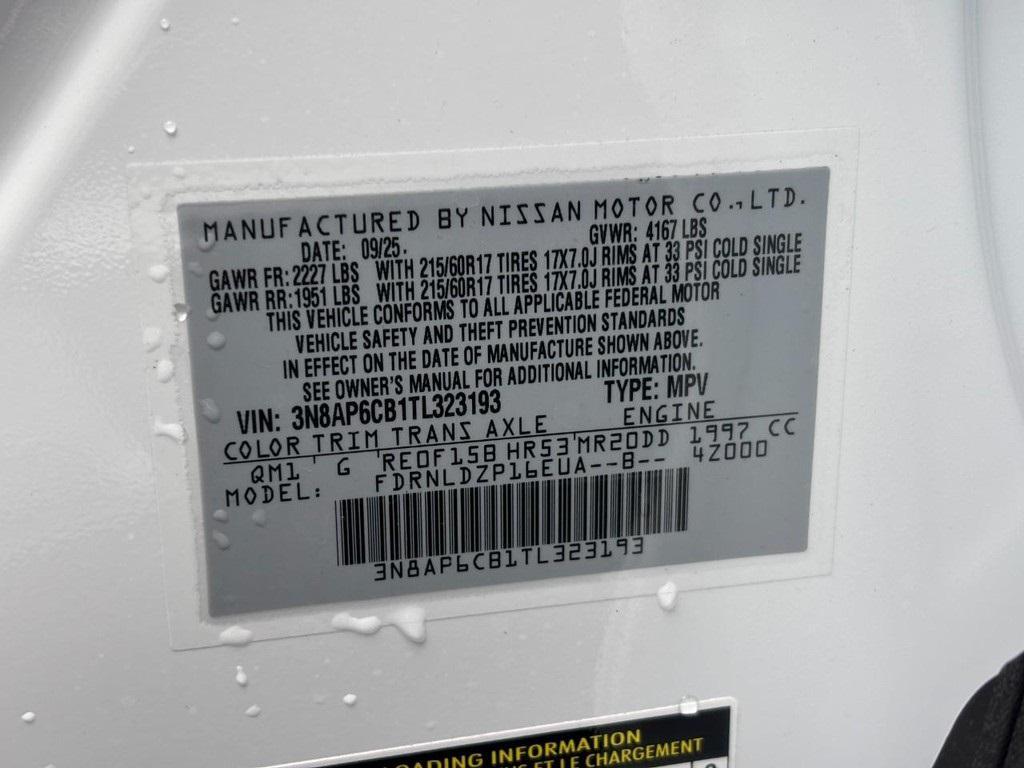 MANUFACTURED BY NISSAN MOTOR CO., LTD.
DATE: 09/25. GVWR: 4167 LBS
GAWR FR: 2227 LBS WITH 215/60R17 TIRES 17X7.0J RIMS AT 33 PSI COLD SINGLE
GAWR RR: 1951 LBS WITH 215/60R17 TIRES 17X7.0J RIMS AT 33 PSI COLD SINGLE
THIS VEHICLE CONFORMS TO ALL APPLICABLE FEDERAL MOTOR
VEHICLE SAFETY AND THEFT PREVENTION STANDARDS
IN EFFECT ON THE DATE OF MANUFACTURE SHOWN ABOVE.
SEE OWNER'S MANUAL FOR ADDITIONAL INFORMATION.
VIN: 3N8AP6CB1TL323193 TYPE: MPV
COLOR TRIM TRANS AXLE ENGINE
QM1 G RE0F15B HR53 MR20DD 1997 CC
MODEL: FDRNLDZP16EUA--B-- 4Z000
3N8AP6CB1TL323193
LOADING INFORMATION
ET LE CHARGEMENT